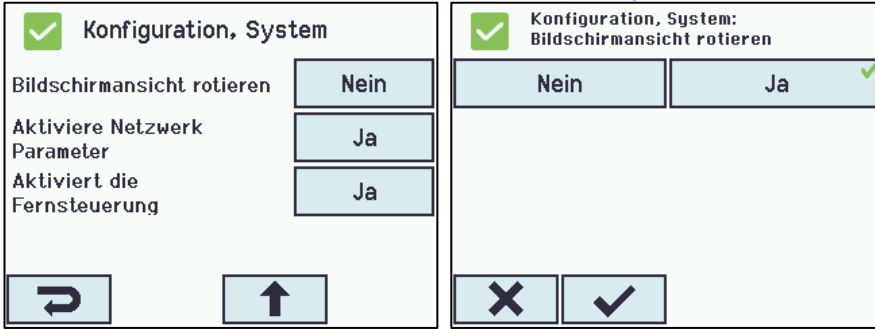 Konfiguration, System
Bildschirmansicht rotieren
Nein
Aktiviere Netzwerk
Parameter
Ja
Aktiviert die
Fernsteuerung
Ja
Konfiguration, System:
Bildschirmansicht rotieren
Nein
Ja